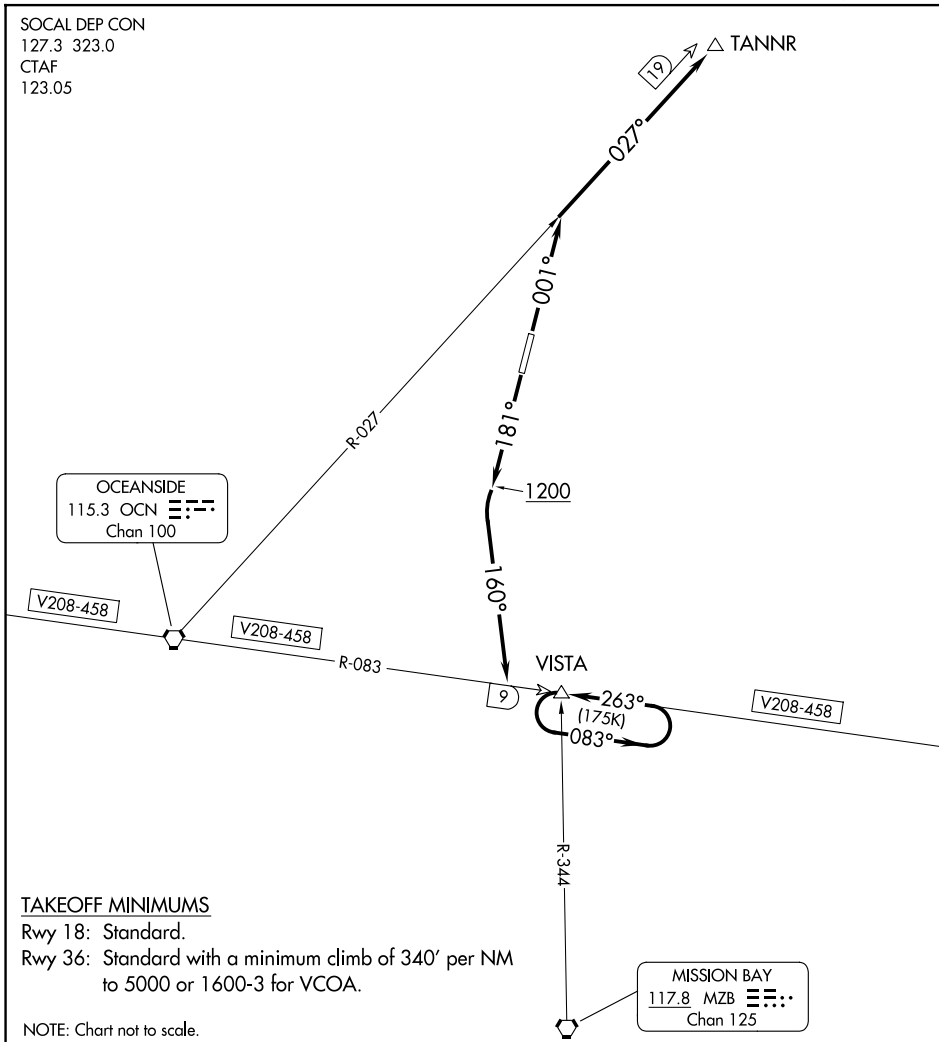 SOCAL DEP CON
127.3 323.0
CTAF
123.05
TANNR
19
027°
001°
R-027
181°
1200
OCEANSIDE
115.3 OCN
Chan 100
160°
V208-458
V208-458
R-083
VISTA
9
263°
(175K)
083°
V208-458
R-344
TAKEOFF MINIMUMS
Rwy 18: Standard.
Rwy 36: Standard with a minimum climb of 340' per NM
to 5000 or 1600-3 for VCOA.
MISSION BAY
117.8 MZB
Chan 125
NOTE: Chart not to scale.